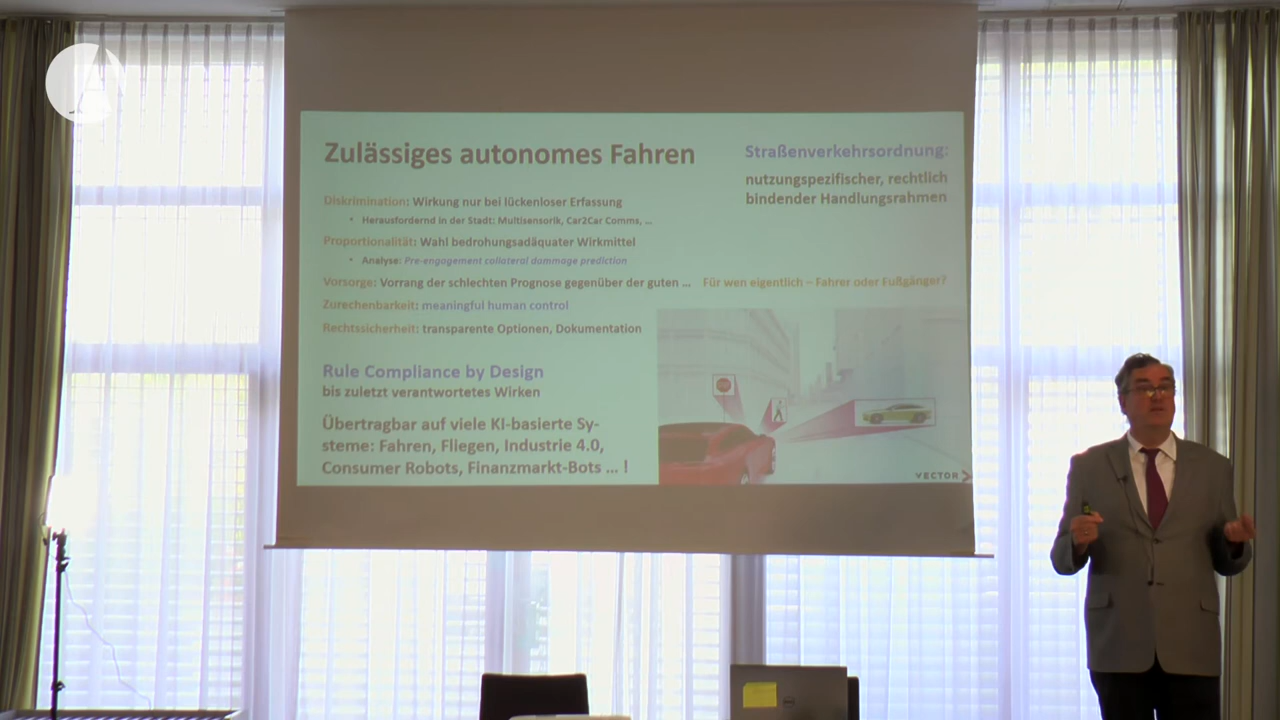 Zulässiges autonomes Fahren
Straßenverkehrsordnung:
nutzungspezifischer, rechtlich
bindender Handlungsrahmen
Diskrimination: Wirkung nur bei lückenloser Erfassung
• Herausfordernd in der Stadt: Multisensorik, Car2Car Comms, ...
Proportionalität: Wahl bedrohungsadäquater Wirkmittel
• Analyse: Pre-engagement collateral dammage prediction
Vorsorge: Vorrang der schlechten Prognose gegenüber der guten ... Für wen eigentlich – Fahrer oder Fußgänger?
Zurechenbarkeit: meaningful human control
Rechtssicherheit: transparente Optionen, Dokumentation
Rule Compliance by Design
bis zuletzt verantwortetes Wirken
Übertragbar auf viele KI-basierte Sy-
steme: Fahren, Fliegen, Industrie 4.0,
Consumer Robots, Finanzmarkt-Bots ... !
VECTOR